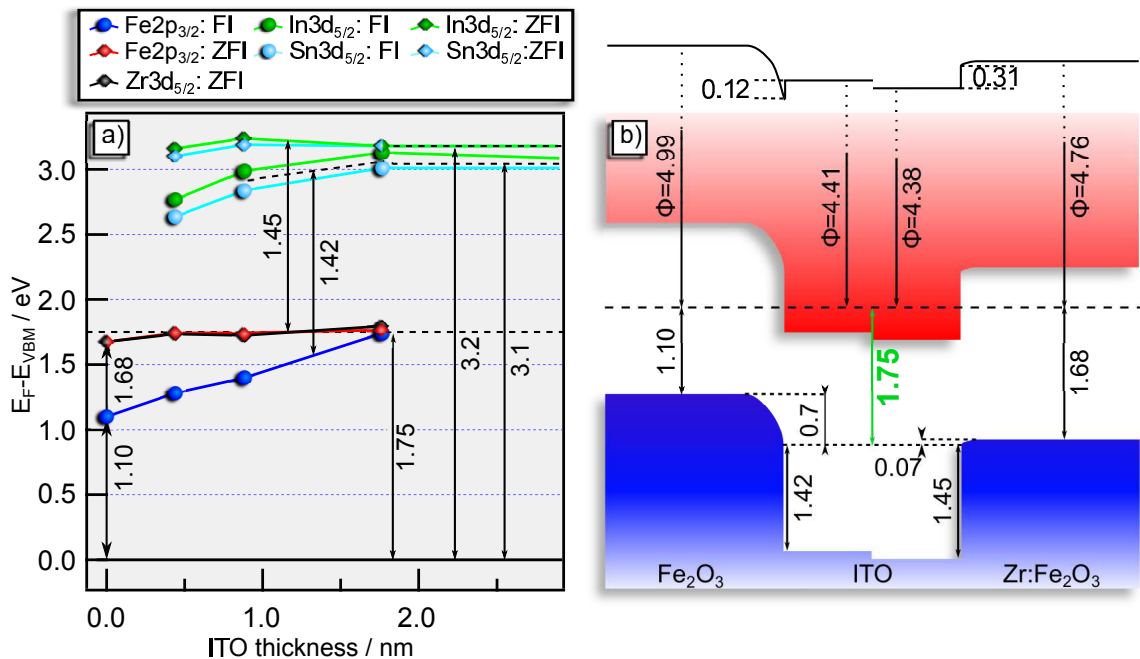 Fe2p3/2: FI In3d5/2: FI In3d5/2: ZFI
Fe2p3/2: ZFI Sn3d5/2: FI Sn3d5/2:ZFI
Zr3d5/2: ZFI
a)
3.0
2.5
2.0
1.5
1.0
0.5
0.0
EF-EVBM / eV
0.0 1.0 2.0
ITO thickness / nm
1.68
1.10
1.45
1.42
1.75
3.2
3.1
b)
0.12
0.31
Φ=4.99
Φ=4.41
Φ=4.38
Φ=4.76
1.10
1.75
1.68
0.7
0.07
1.42
1.45
Fe2O3 ITO Zr:Fe2O3